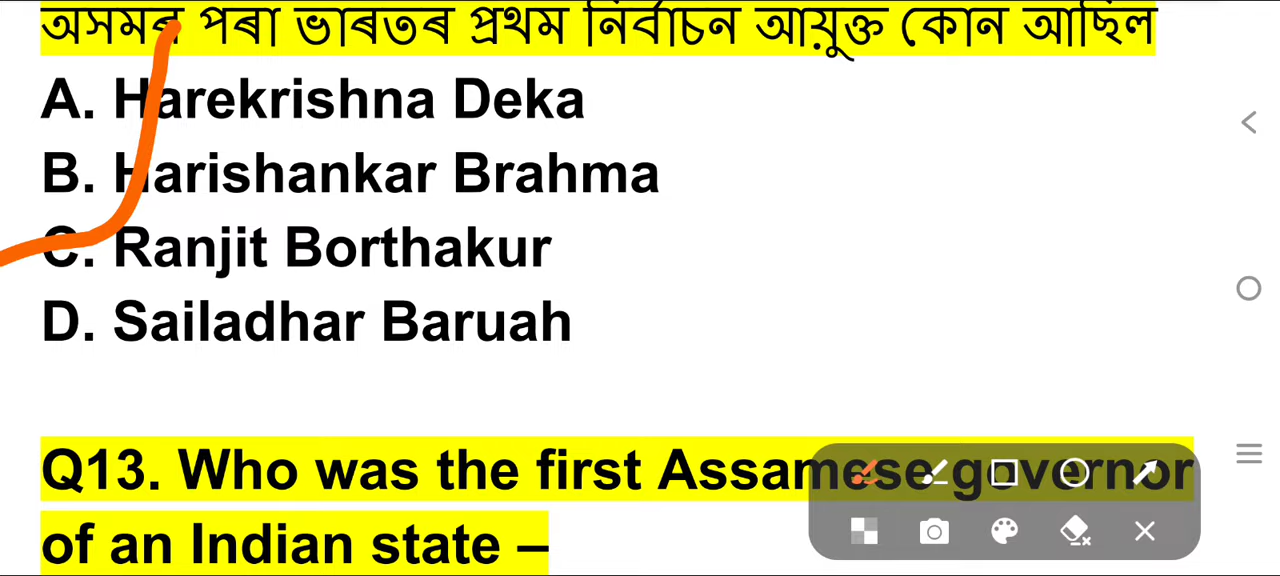 অসমৰ পৰা ভাৰতৰ প্ৰথম নিৰ্বাচন আয়ুক্ত কোন আছিল
A. Harekrishna Deka
B. Harishankar Brahma
C. Ranjit Borthakur
D. Sailadhar Baruah
Q13. Who was the first Assamese governor
of an Indian state –